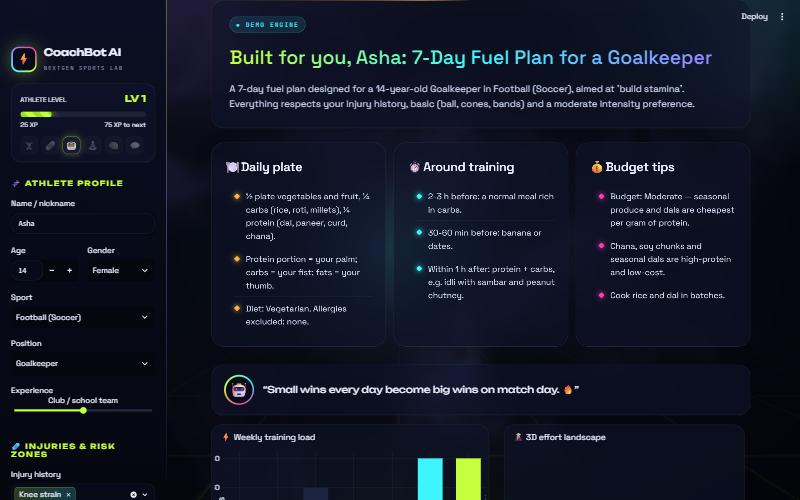 Deploy
CoachBot AI
NEXTGEN SPORTS LAB
ATHLETE LEVEL
LV 1
25 XP
75 XP to next
ATHLETE PROFILE
Name / nickname
Asha
Age
Gender
14
−
+
Female
Sport
Football (Soccer)
Position
Goalkeeper
Experience
Club / school team
INJURIES & RISK
ZONES
Injury history
Knee strain ×
DEMO ENGINE
Built for you, Asha: 7-Day Fuel Plan for a Goalkeeper
A 7-day fuel plan designed for a 14-year-old Goalkeeper in Football (Soccer), aimed at 'build stamina'.
Everything respects your injury history, basic (ball, cones, bands) and a moderate intensity preference.
Daily plate
½ plate vegetables and fruit, ¼
carbs (rice, roti, millets), ¼
protein (dal, paneer, curd,
chana).
Protein portion = your palm;
carbs = your fist; fats = your
thumb.
Diet: Vegetarian. Allergies
excluded: none.
Around training
2-3 h before: a normal meal rich
in carbs.
30-60 min before: banana or
dates.
Within 1 h after: protein + carbs,
e.g. idli with sambar and peanut
chutney.
Budget tips
Budget: Moderate — seasonal
produce and dals are cheapest
per gram of protein.
Chana, soy chunks and
seasonal dals are high-protein
and low-cost.
Cook rice and dal in batches.
“Small wins every day become big wins on match day. 🔥”
Weekly training load
3D effort landscape